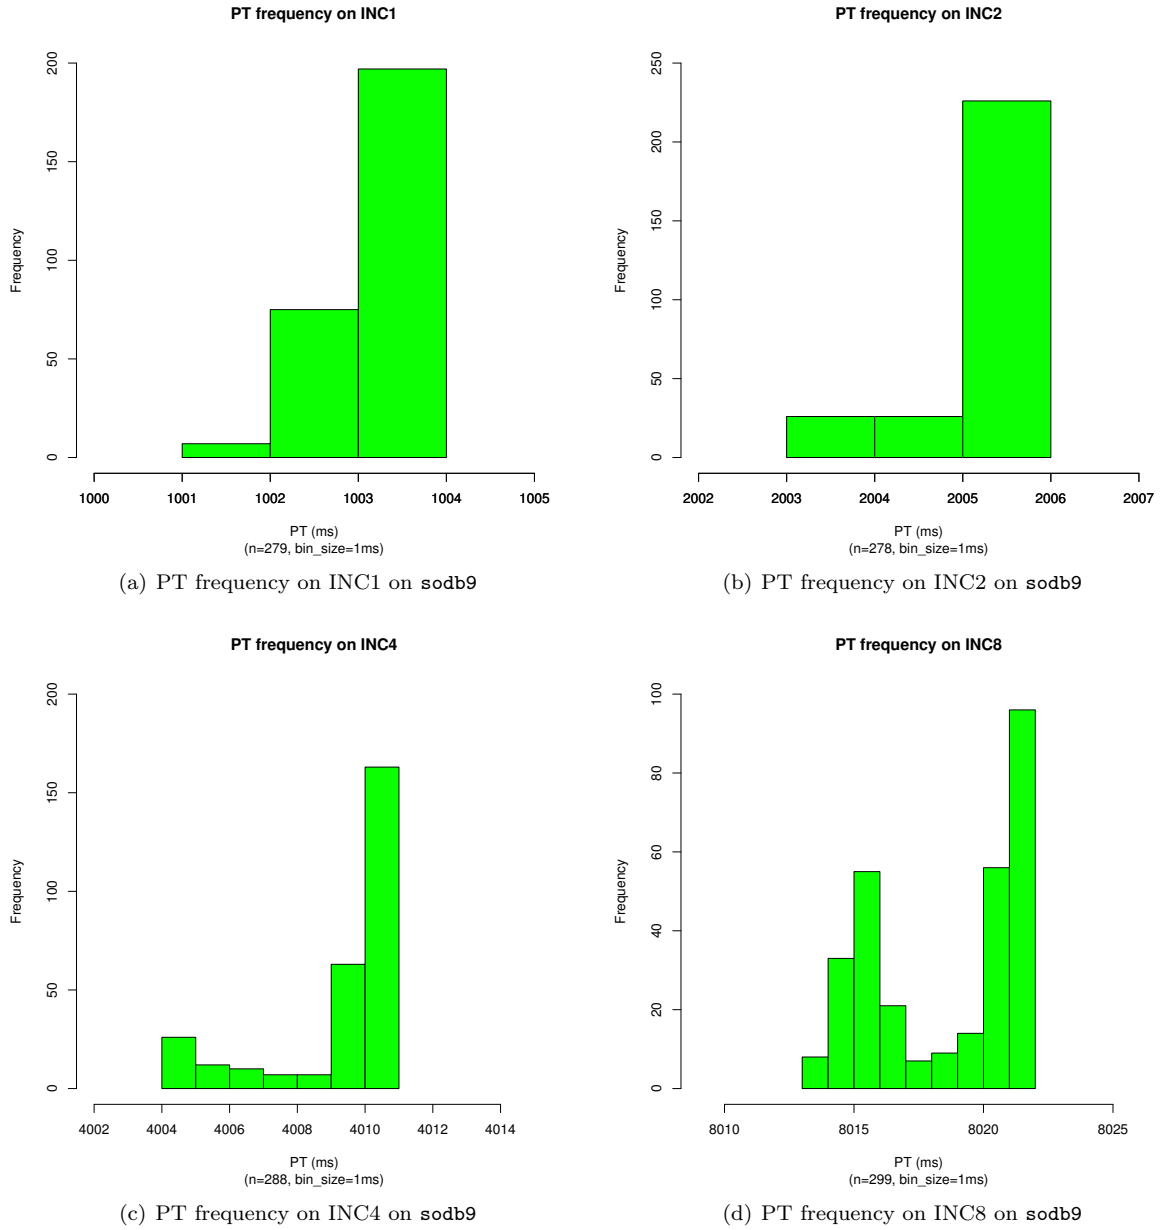 PT frequency on INC1
200
150
100
50
0
Frequency
1000 1001 1002 1003 1004 1005
PT (ms)
(n=279, bin_size=1ms)
(a) PT frequency on INC1 on sodb9
PT frequency on INC2
250
200
150
100
50
0
Frequency
2002 2003 2004 2005 2006 2007
PT (ms)
(n=278, bin_size=1ms)
(b) PT frequency on INC2 on sodb9
PT frequency on INC4
200
150
100
50
0
Frequency
4002 4004 4006 4008 4010 4012 4014
PT (ms)
(n=288, bin_size=1ms)
(c) PT frequency on INC4 on sodb9
PT frequency on INC8
100
80
60
40
20
0
Frequency
8010 8015 8020 8025
PT (ms)
(n=299, bin_size=1ms)
(d) PT frequency on INC8 on sodb9